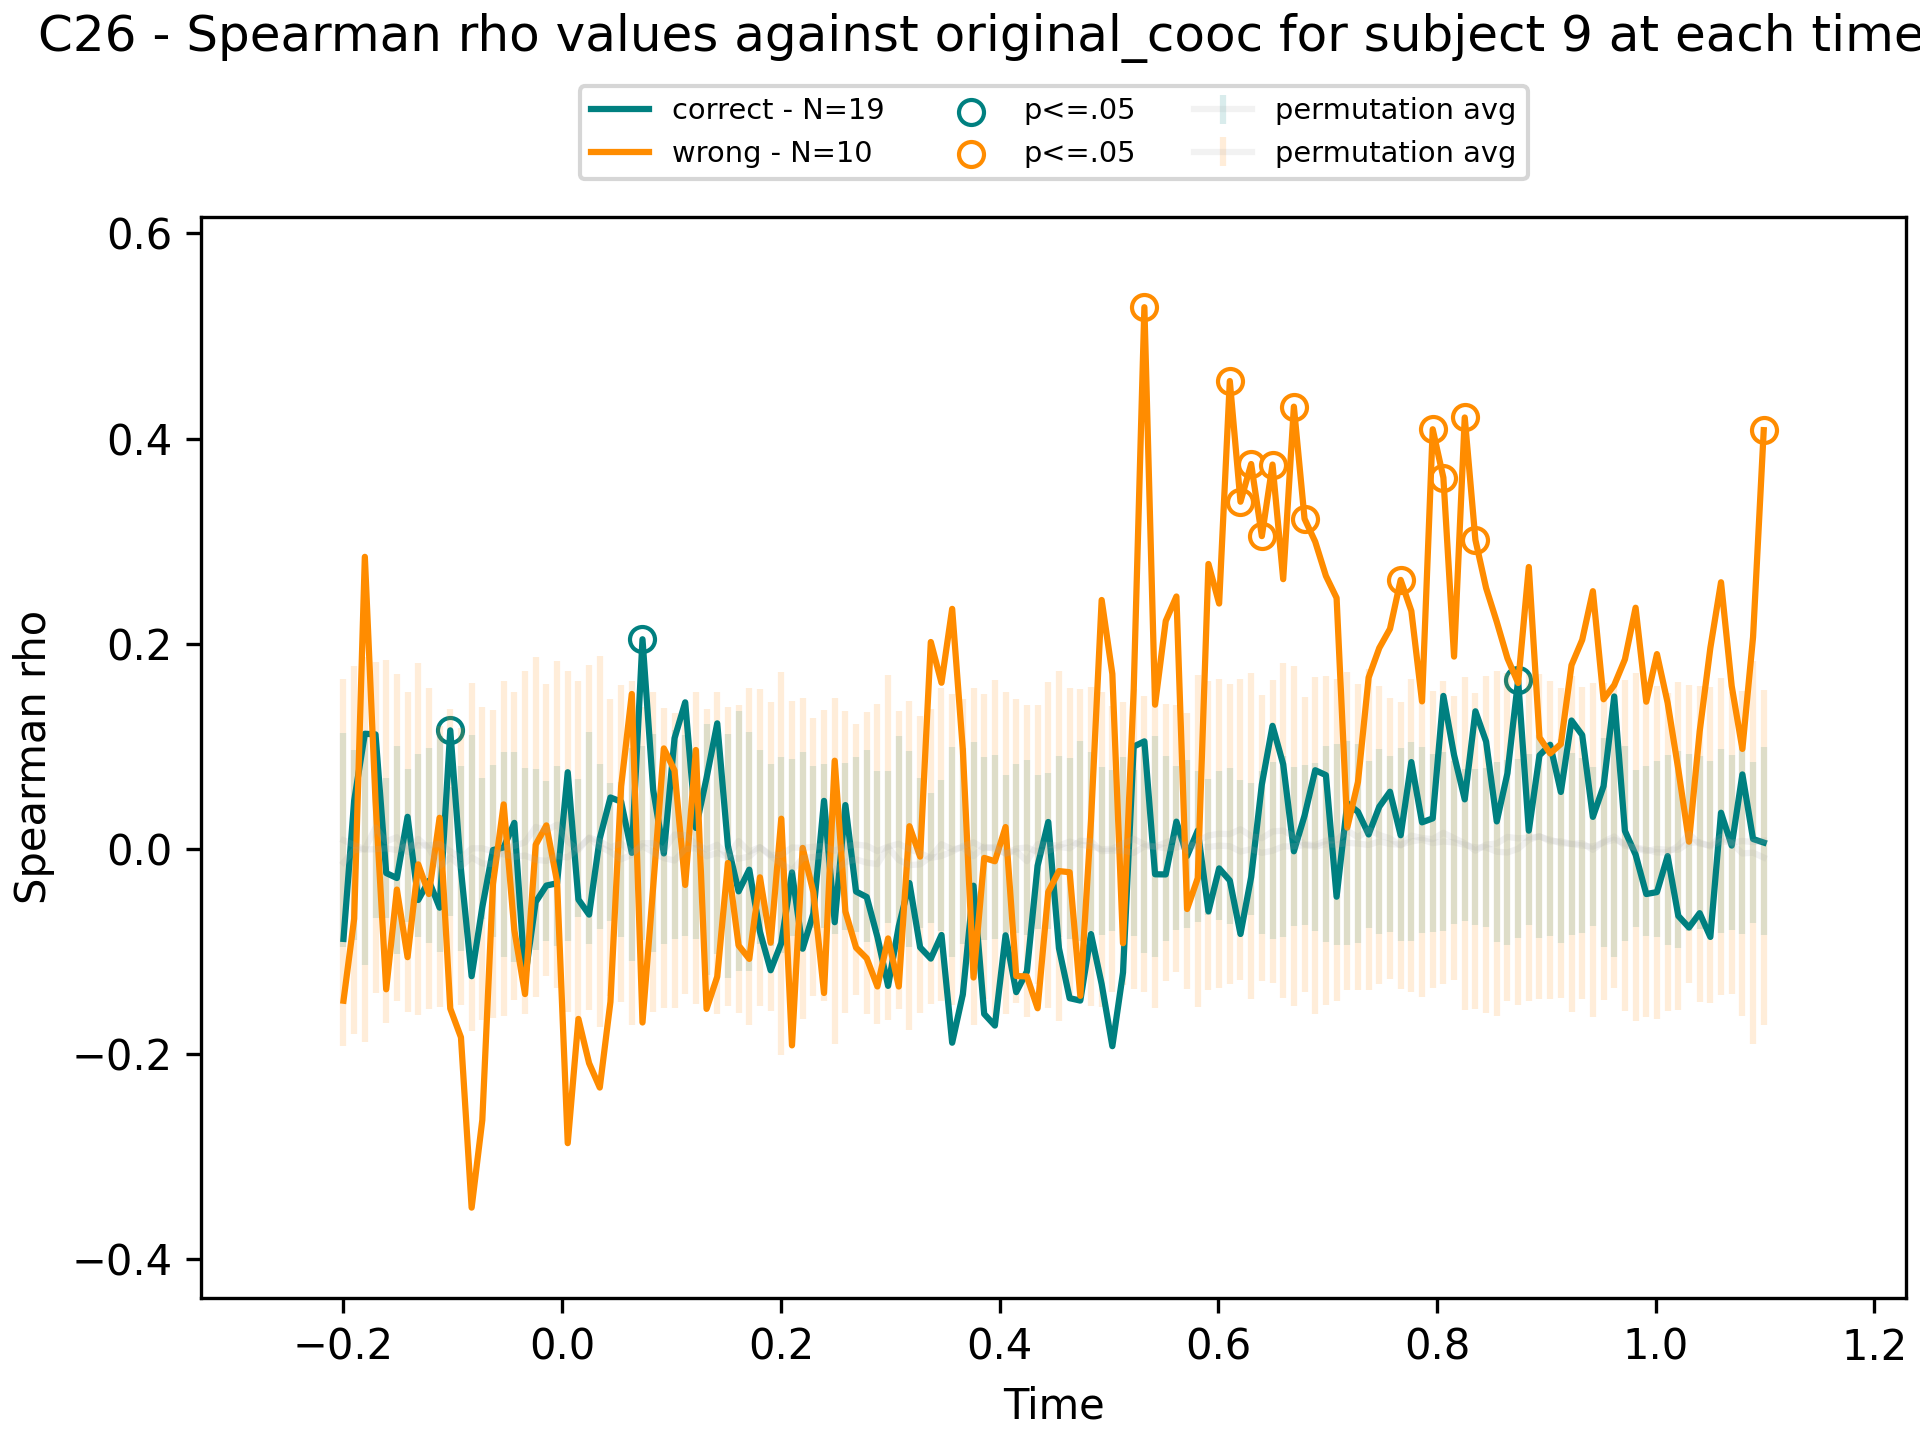 C26 - Spearman rho values against original_cooc for subject 9 at each time
correct - N=19
wrong - N=10
p<=.05
p<=.05
permutation avg
permutation avg
0.6
0.4
0.2
0.0
−0.2
−0.4
Spearman rho
−0.2
0.0
0.2
0.4
0.6
0.8
1.0
1.2
Time